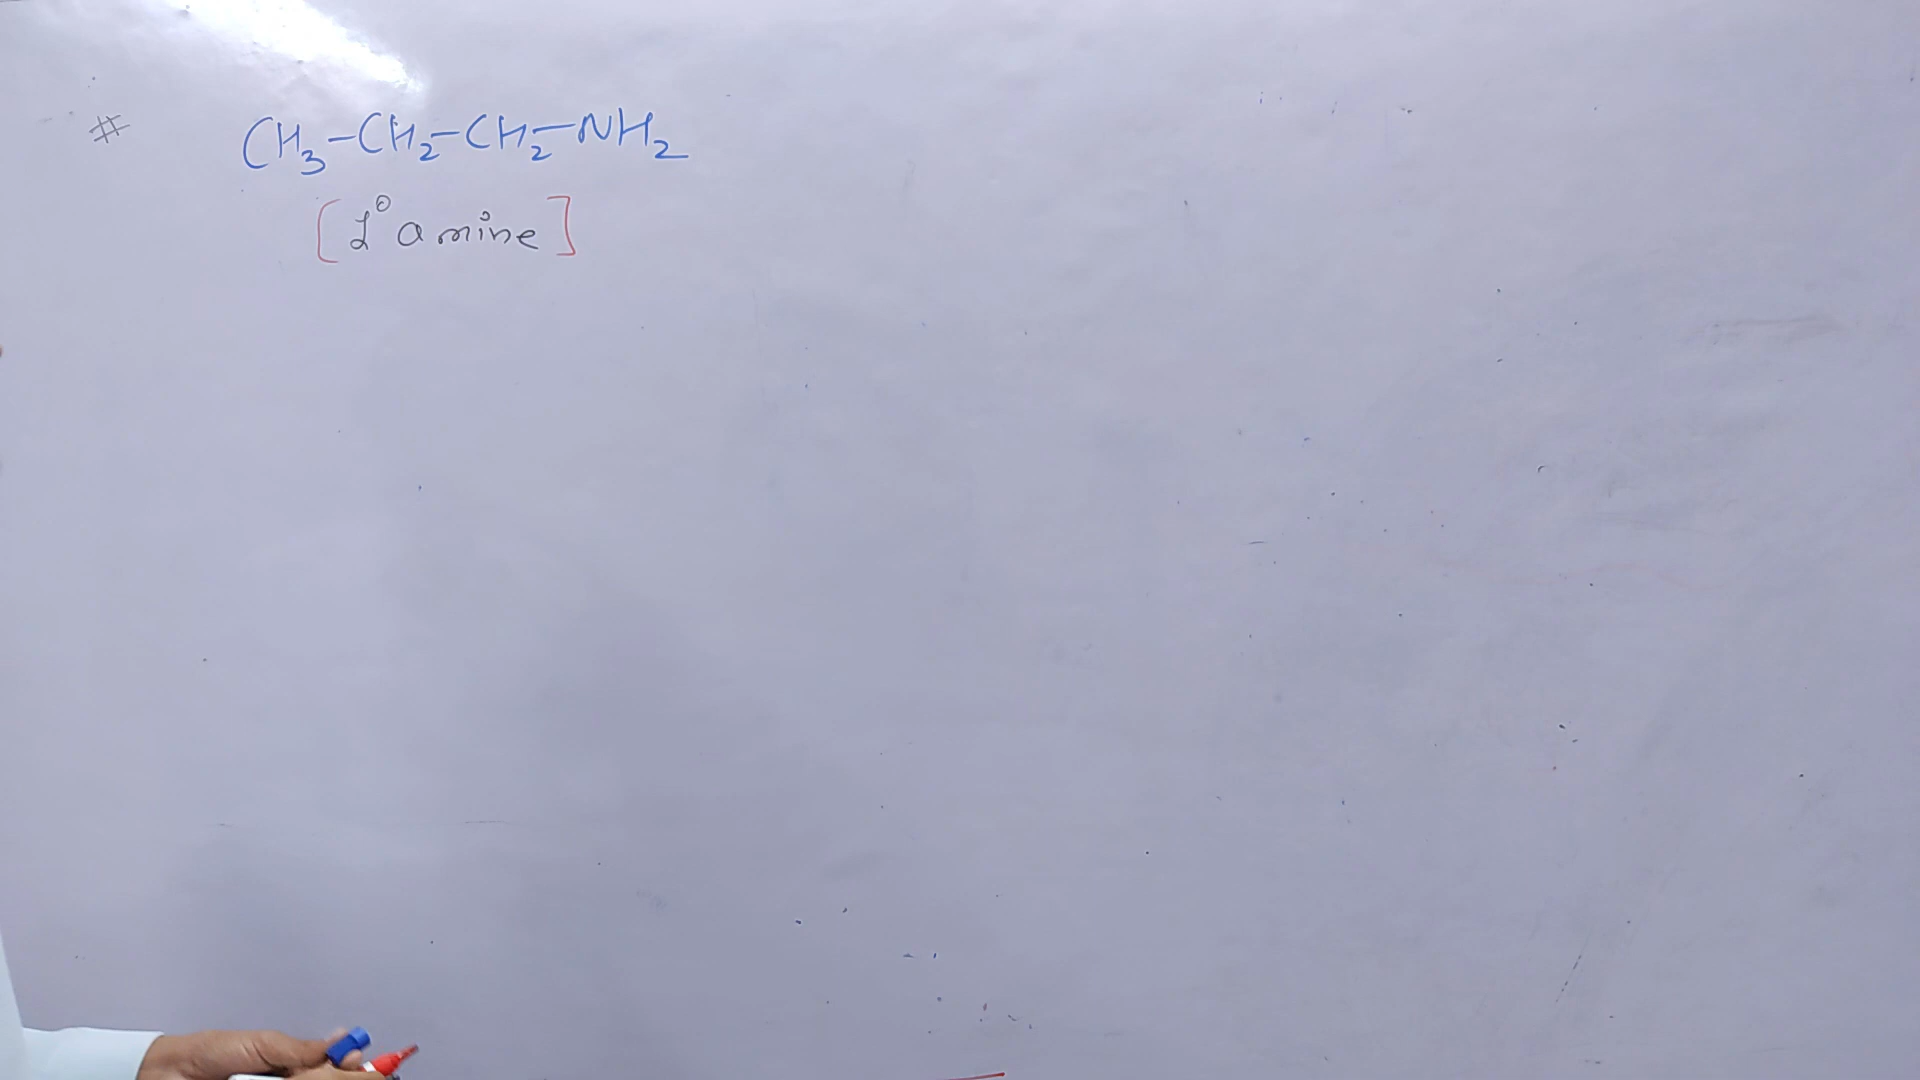 # CH₃-CH₂-CH₂-NH₂
[1° amine]